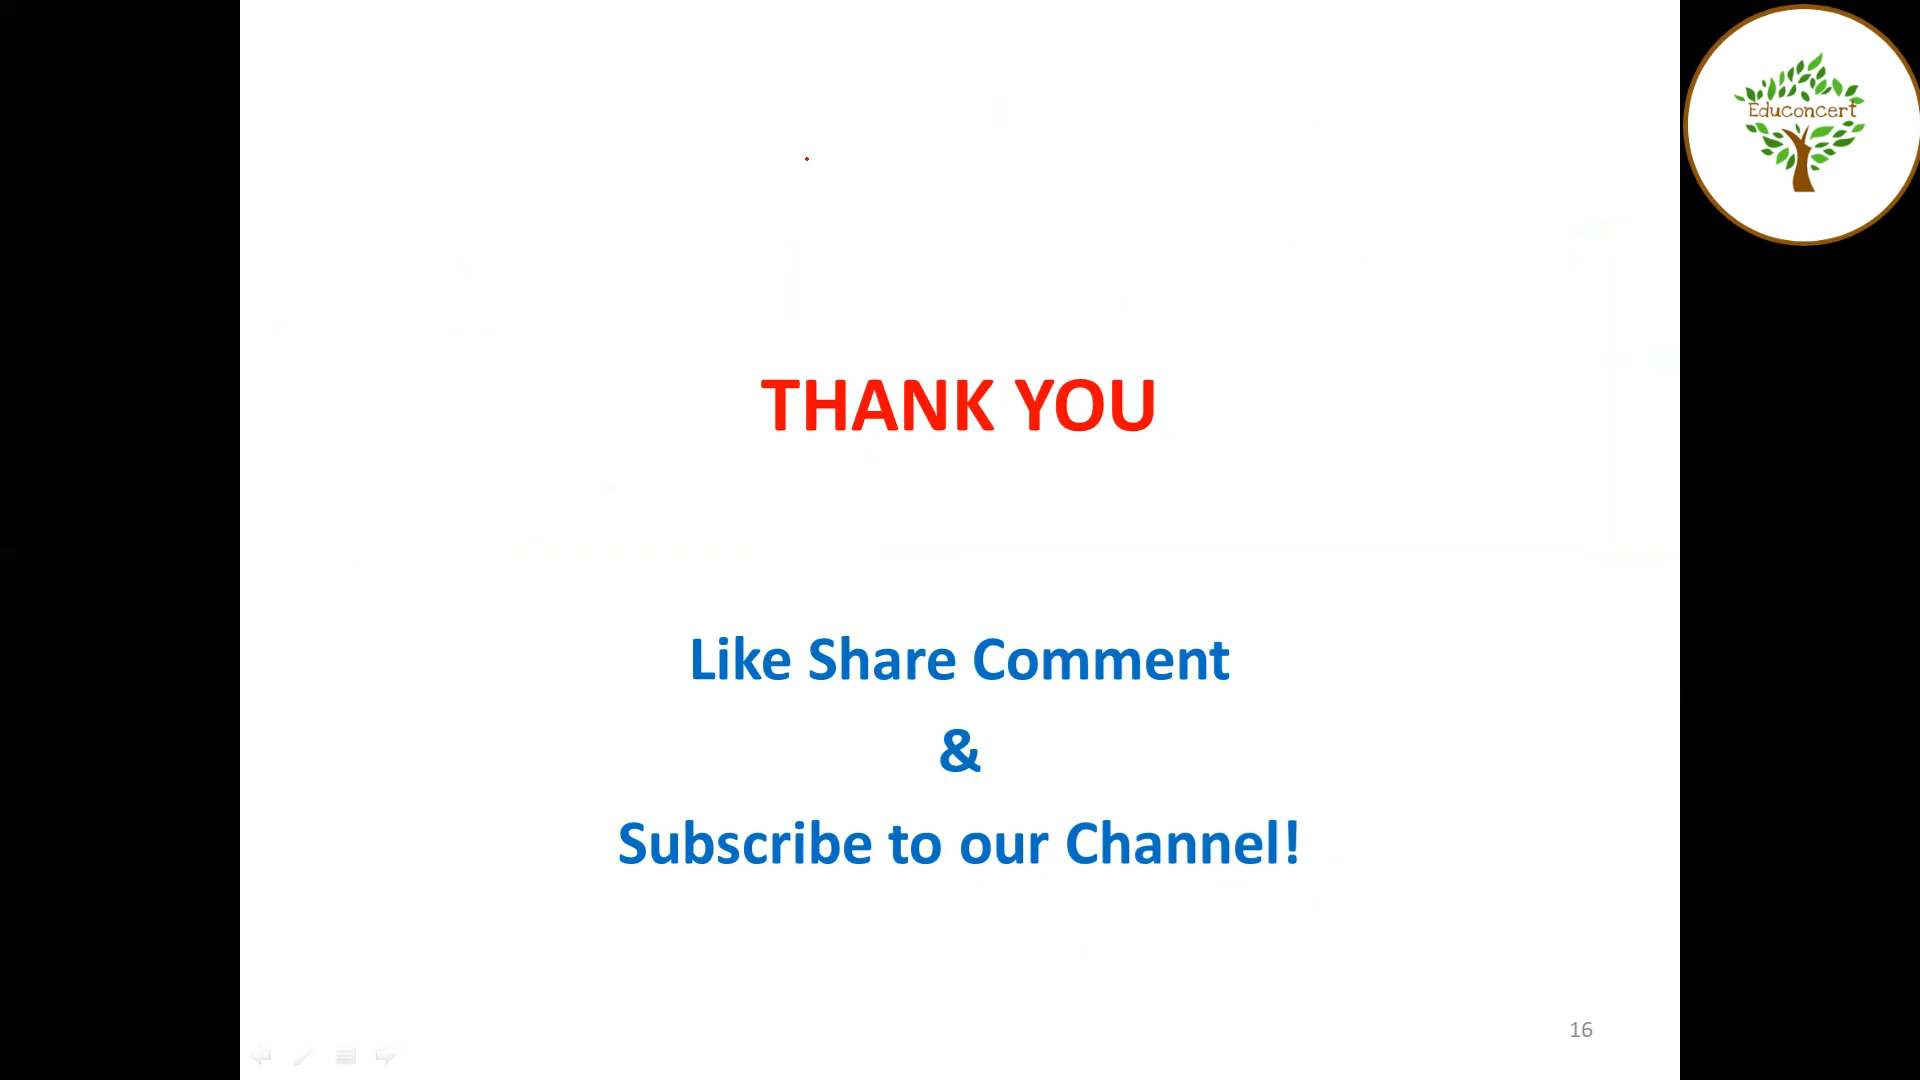 Educoncert
THANK YOU
Like Share Comment
&
Subscribe to our Channel!
16